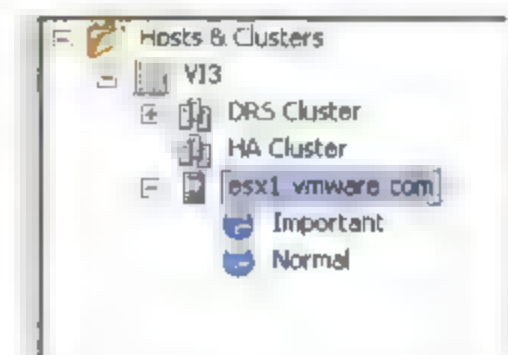 Hosts & Clusters
VI3
DRS Cluster
HA Cluster
esx1 vmware com
Important
Normal